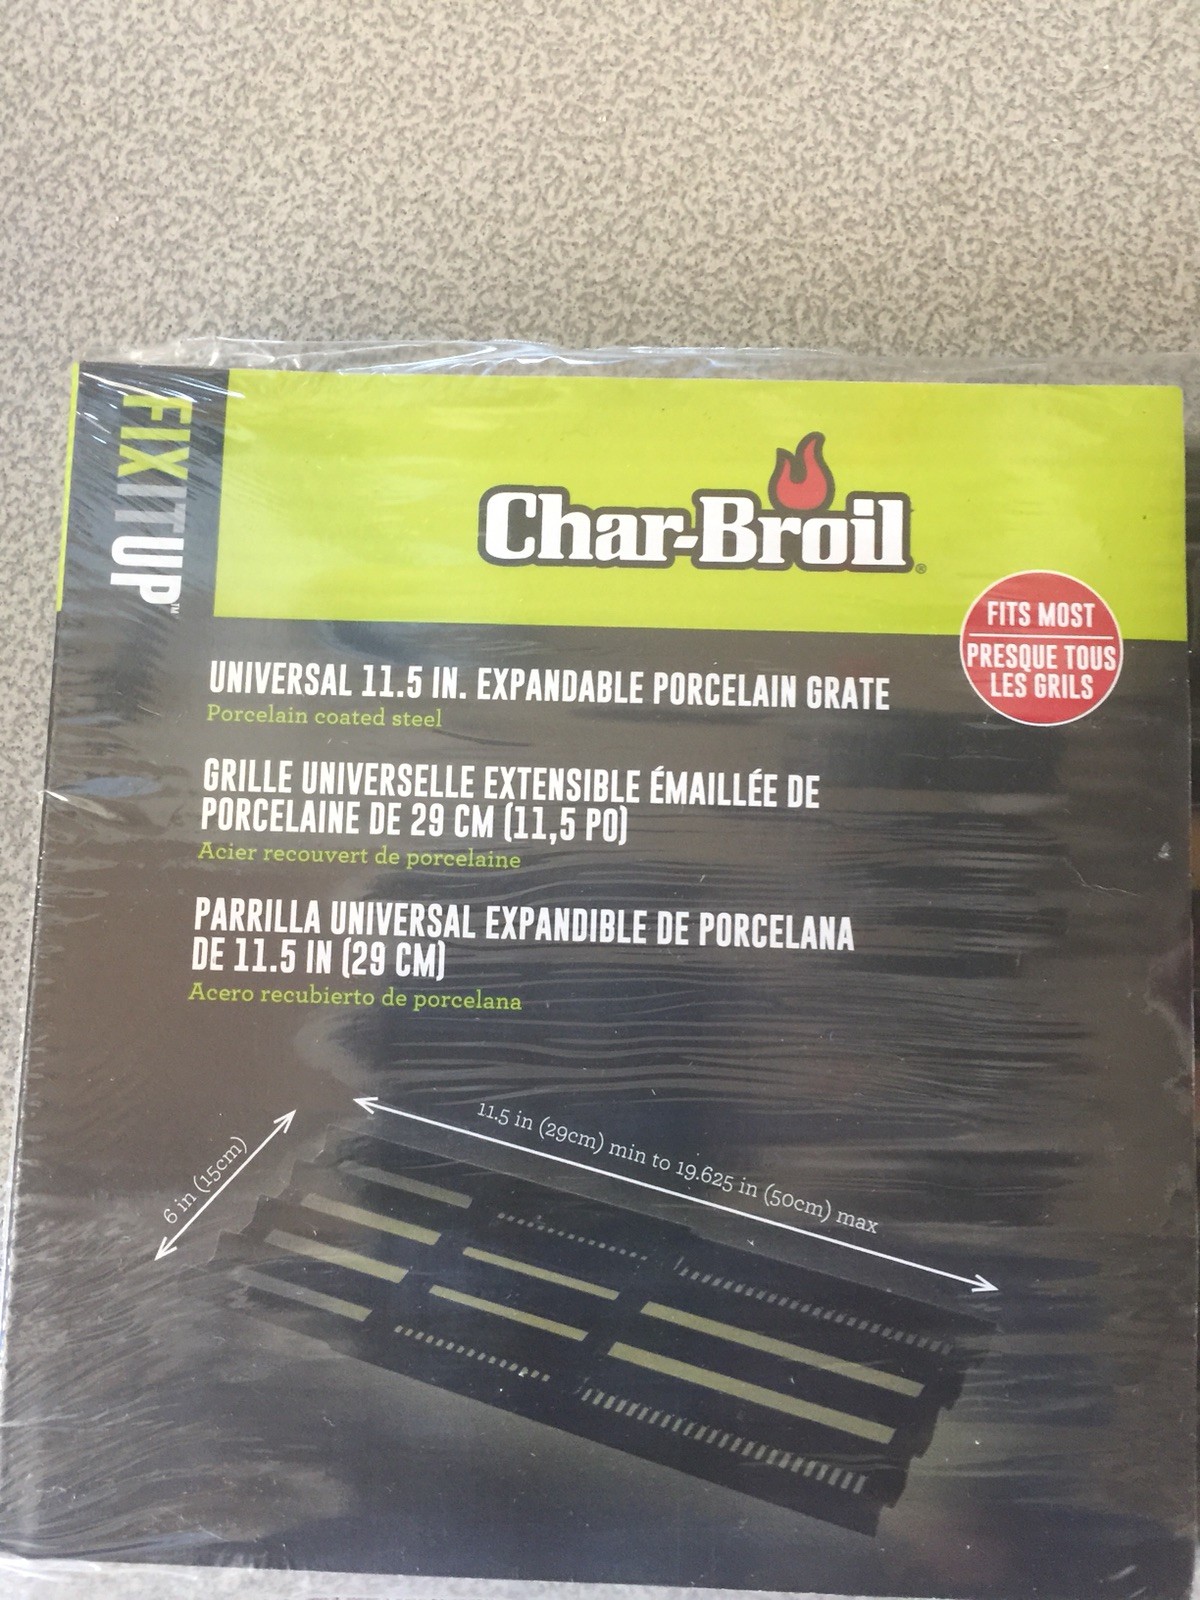 FIXITUP™
Char-Broil®
FITS MOST
PRESQUE TOUS
LES GRILS
UNIVERSAL 11.5 IN. EXPANDABLE PORCELAIN GRATE
Porcelain coated steel
GRILLE UNIVERSELLE EXTENSIBLE ÉMAILLÉE DE
PORCELAINE DE 29 CM (11,5 PO)
Acier recouvert de porcelaine
PARRILLA UNIVERSAL EXPANDIBLE DE PORCELANA
DE 11.5 IN (29 CM)
Acero recubierto de porcelana
6 in (15cm)
11.5 in (29cm) min to 19.625 in (50cm) max